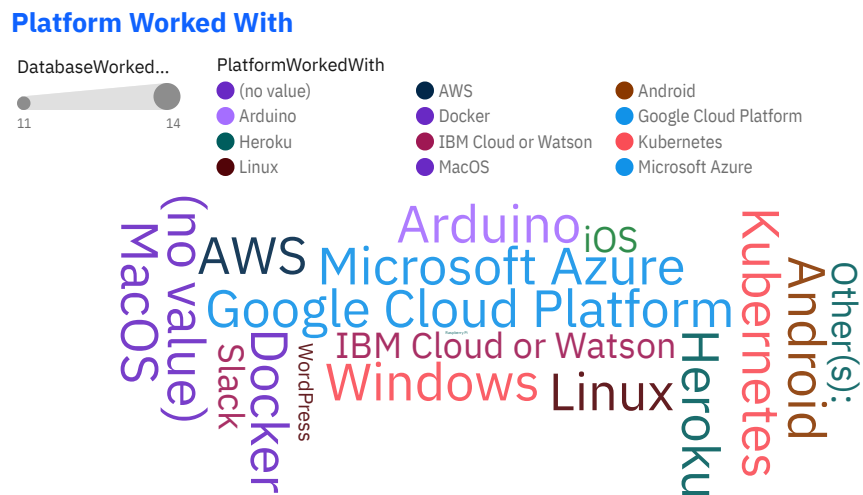 Platform Worked With
DatabaseWorked...
11
14
PlatformWorkedWith
(no value)
AWS
Android
Arduino
Docker
Google Cloud Platform
Heroku
IBM Cloud or Watson
Kubernetes
Linux
MacOS
Microsoft Azure
MacOS
(no value)
AWS
Arduino
iOS
Microsoft Azure
Google Cloud Platform
IBM Cloud or Watson
Windows
Linux
Slack
Docker
WordPress
Heroku
Kubernetes
Android
Other(s):